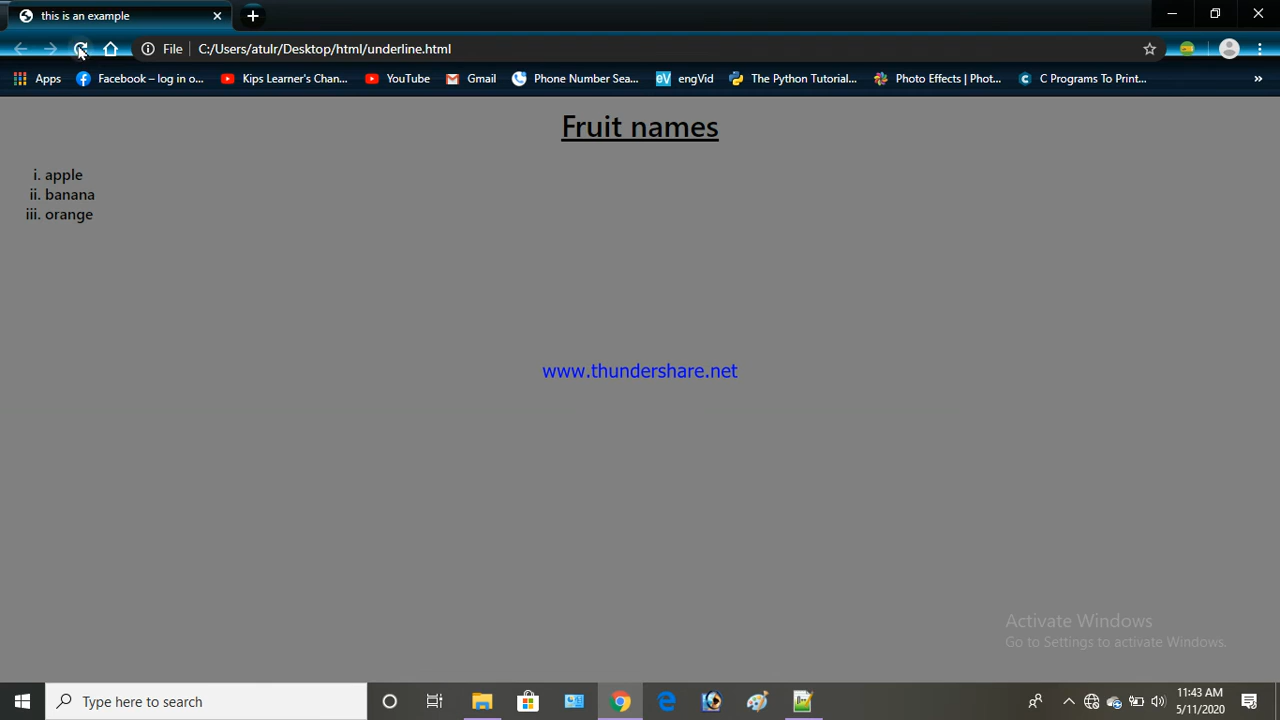 this is an example
File
C:/Users/atulr/Desktop/html/underline.html
Apps
Facebook – log in o...
Kips Learner's Chan...
YouTube
Gmail
Phone Number Sea...
eV engVid
The Python Tutorial...
Photo Effects | Phot...
C Programs To Print...
»
Fruit names
i. apple
ii. banana
iii. orange
www.thundershare.net
Activate Windows
Go to Settings to activate Windows.
Type here to search
11:43 AM
5/11/2020